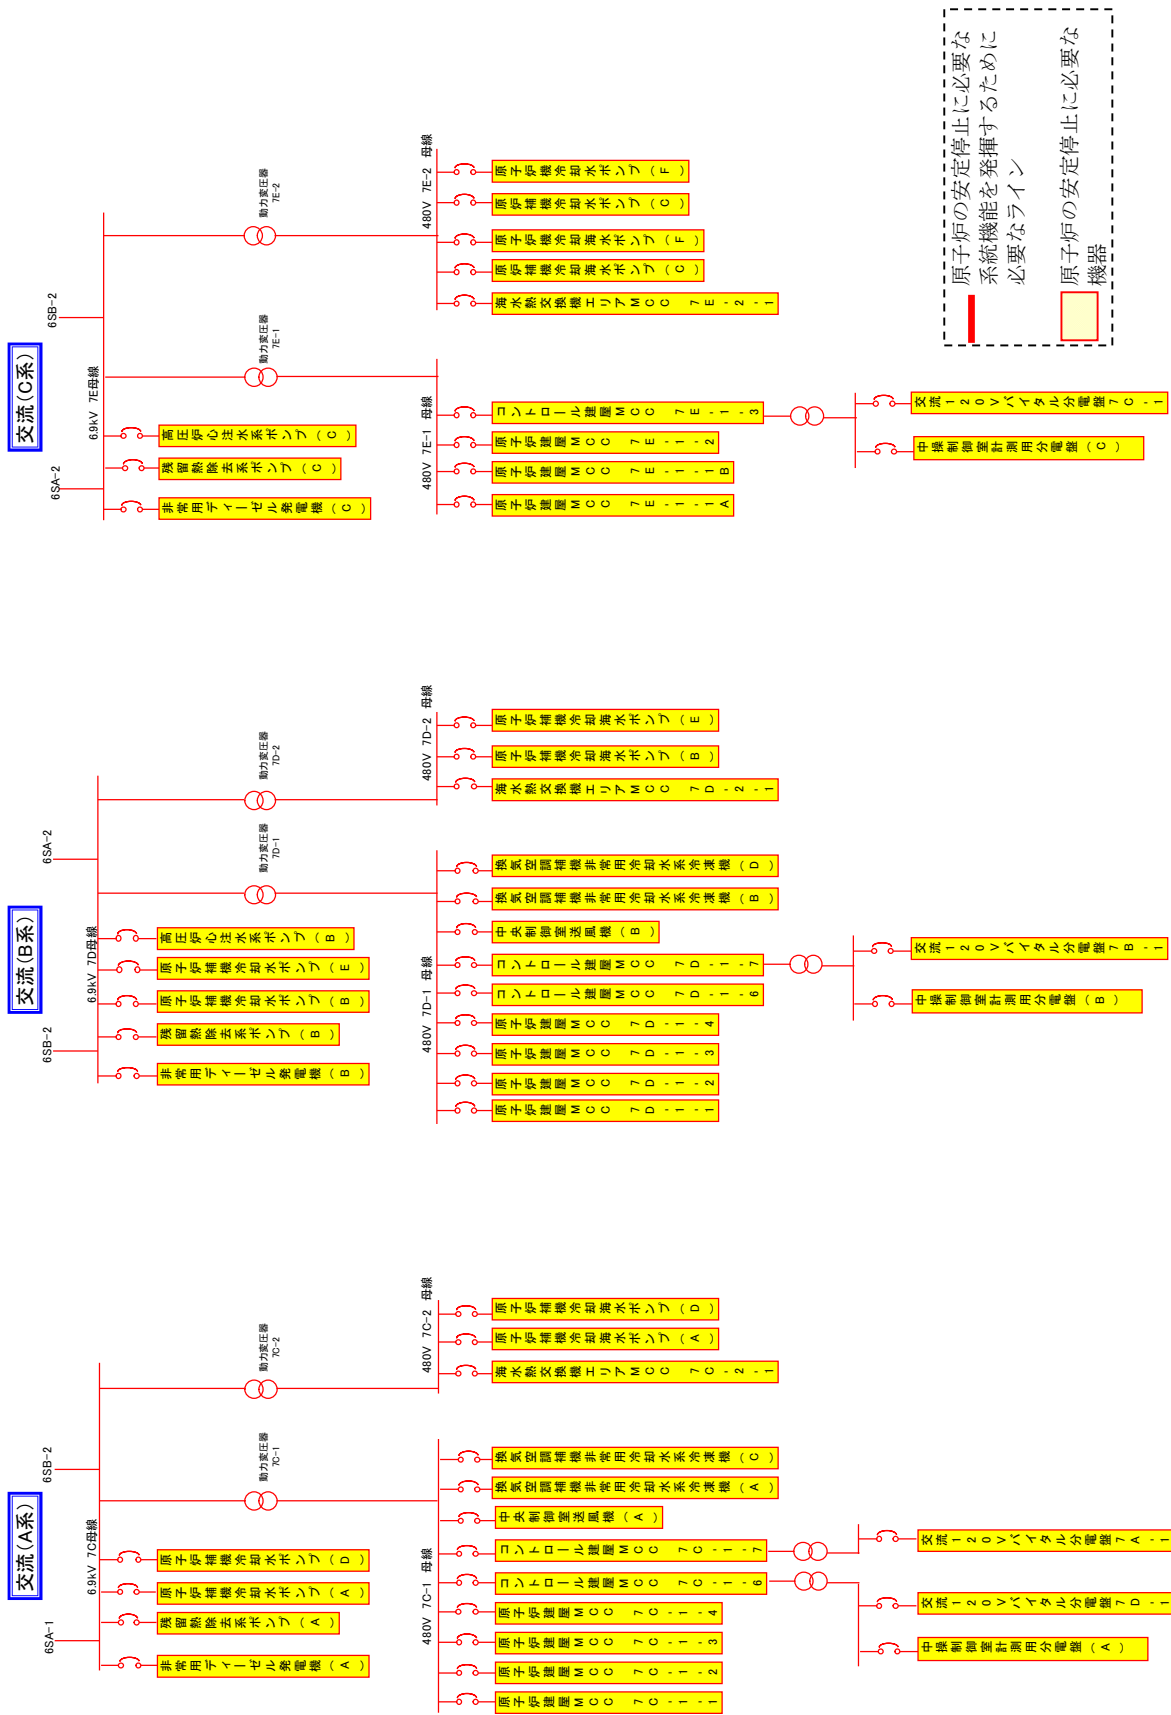 交流(A系)
6SA-1
6SB-2
6.9kV 7C母線
非常用ディーゼル発電機(A)
残留熱除去系ポンプ(A)
原子炉補機冷却水ポンプ(A)
原子炉補機冷却水ポンプ(D)
動力変圧器
7C-1
動力変圧器
7C-2
480V 7C-1 母線
原子炉建屋MCC 7C-1-1
原子炉建屋MCC 7C-1-2
原子炉建屋MCC 7C-1-3
原子炉建屋MCC 7C-1-4
コントロール建屋MCC 7C-1-6
コントロール建屋MCC 7C-1-7
中央制御室送風機(A)
換気空調補機非常用冷却水系冷凍機(A)
換気空調補機非常用冷却水系冷凍機(C)
480V 7C-2 母線
海水熱交換機エリアMCC 7C-2-1
原子炉補機冷却海水ポンプ(A)
原子炉補機冷却海水ポンプ(D)
中操制御室計測用分電盤(A)
交流120Vバイタル分電盤7D-1
交流120Vバイタル分電盤7A-1
交流(B系)
6SB-2
6SA-2
6.9kV 7D母線
非常用ディーゼル発電機(B)
残留熱除去系ポンプ(B)
原子炉補機冷却水ポンプ(B)
原子炉補機冷却水ポンプ(E)
高圧炉心注水系ポンプ(B)
動力変圧器
7D-1
動力変圧器
7D-2
480V 7D-1 母線
原子炉建屋MCC 7D-1-1
原子炉建屋MCC 7D-1-2
原子炉建屋MCC 7D-1-3
原子炉建屋MCC 7D-1-4
コントロール建屋MCC 7D-1-6
コントロール建屋MCC 7D-1-7
中央制御室送風機(B)
換気空調補機非常用冷却水系冷凍機(B)
換気空調補機非常用冷却水系冷凍機(D)
480V 7D-2 母線
海水熱交換機エリアMCC 7D-2-1
原子炉補機冷却海水ポンプ(B)
原子炉補機冷却海水ポンプ(E)
中操制御室計測用分電盤(B)
交流120Vバイタル分電盤7B-1
交流(C系)
6SA-2
6SB-2
6.9kV 7E母線
非常用ディーゼル発電機(C)
残留熱除去系ポンプ(C)
高圧炉心注水系ポンプ(C)
動力変圧器
7E-1
動力変圧器
7E-2
480V 7E-1 母線
原子炉建屋MCC 7E-1-1A
原子炉建屋MCC 7E-1-1B
原子炉建屋MCC 7E-1-2
コントロール建屋MCC 7E-1-3
480V 7E-2 母線
海水熱交換機エリアMCC 7E-2-1
原炉補機冷却海水ポンプ(C)
原子炉機冷却海水ポンプ(F)
原炉補機冷却水ポンプ(C)
原子炉機冷却水ポンプ(F)
中操制御室計測用分電盤(C)
交流120Vバイタル分電盤7C-1
原子炉の安定停止に必要な
系統機能を発揮するために
必要なライン
原子炉の安定停止に必要な
機器